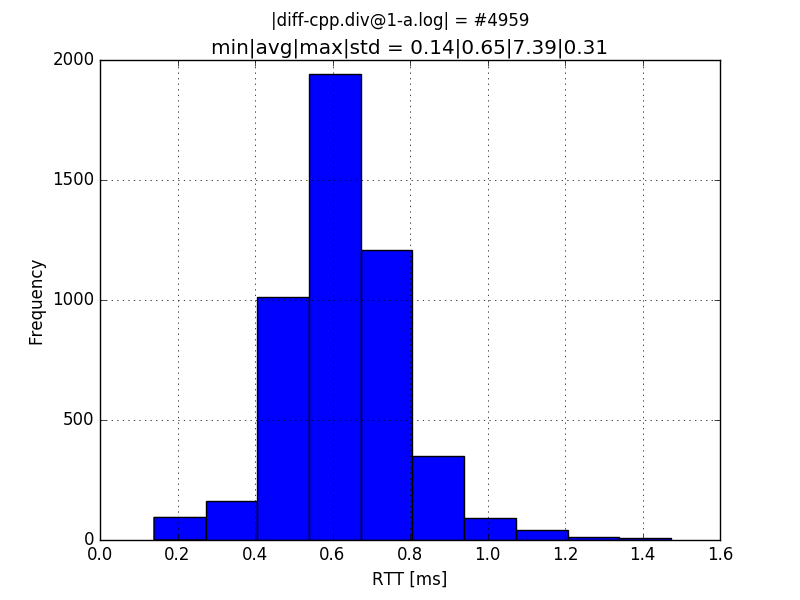 |diff-cpp.div@1-a.log| = #4959
min|avg|max|std = 0.14|0.65|7.39|0.31
2000
1500
1000
500
0
Frequency
0.0 0.2 0.4 0.6 0.8 1.0 1.2 1.4 1.6
RTT [ms]